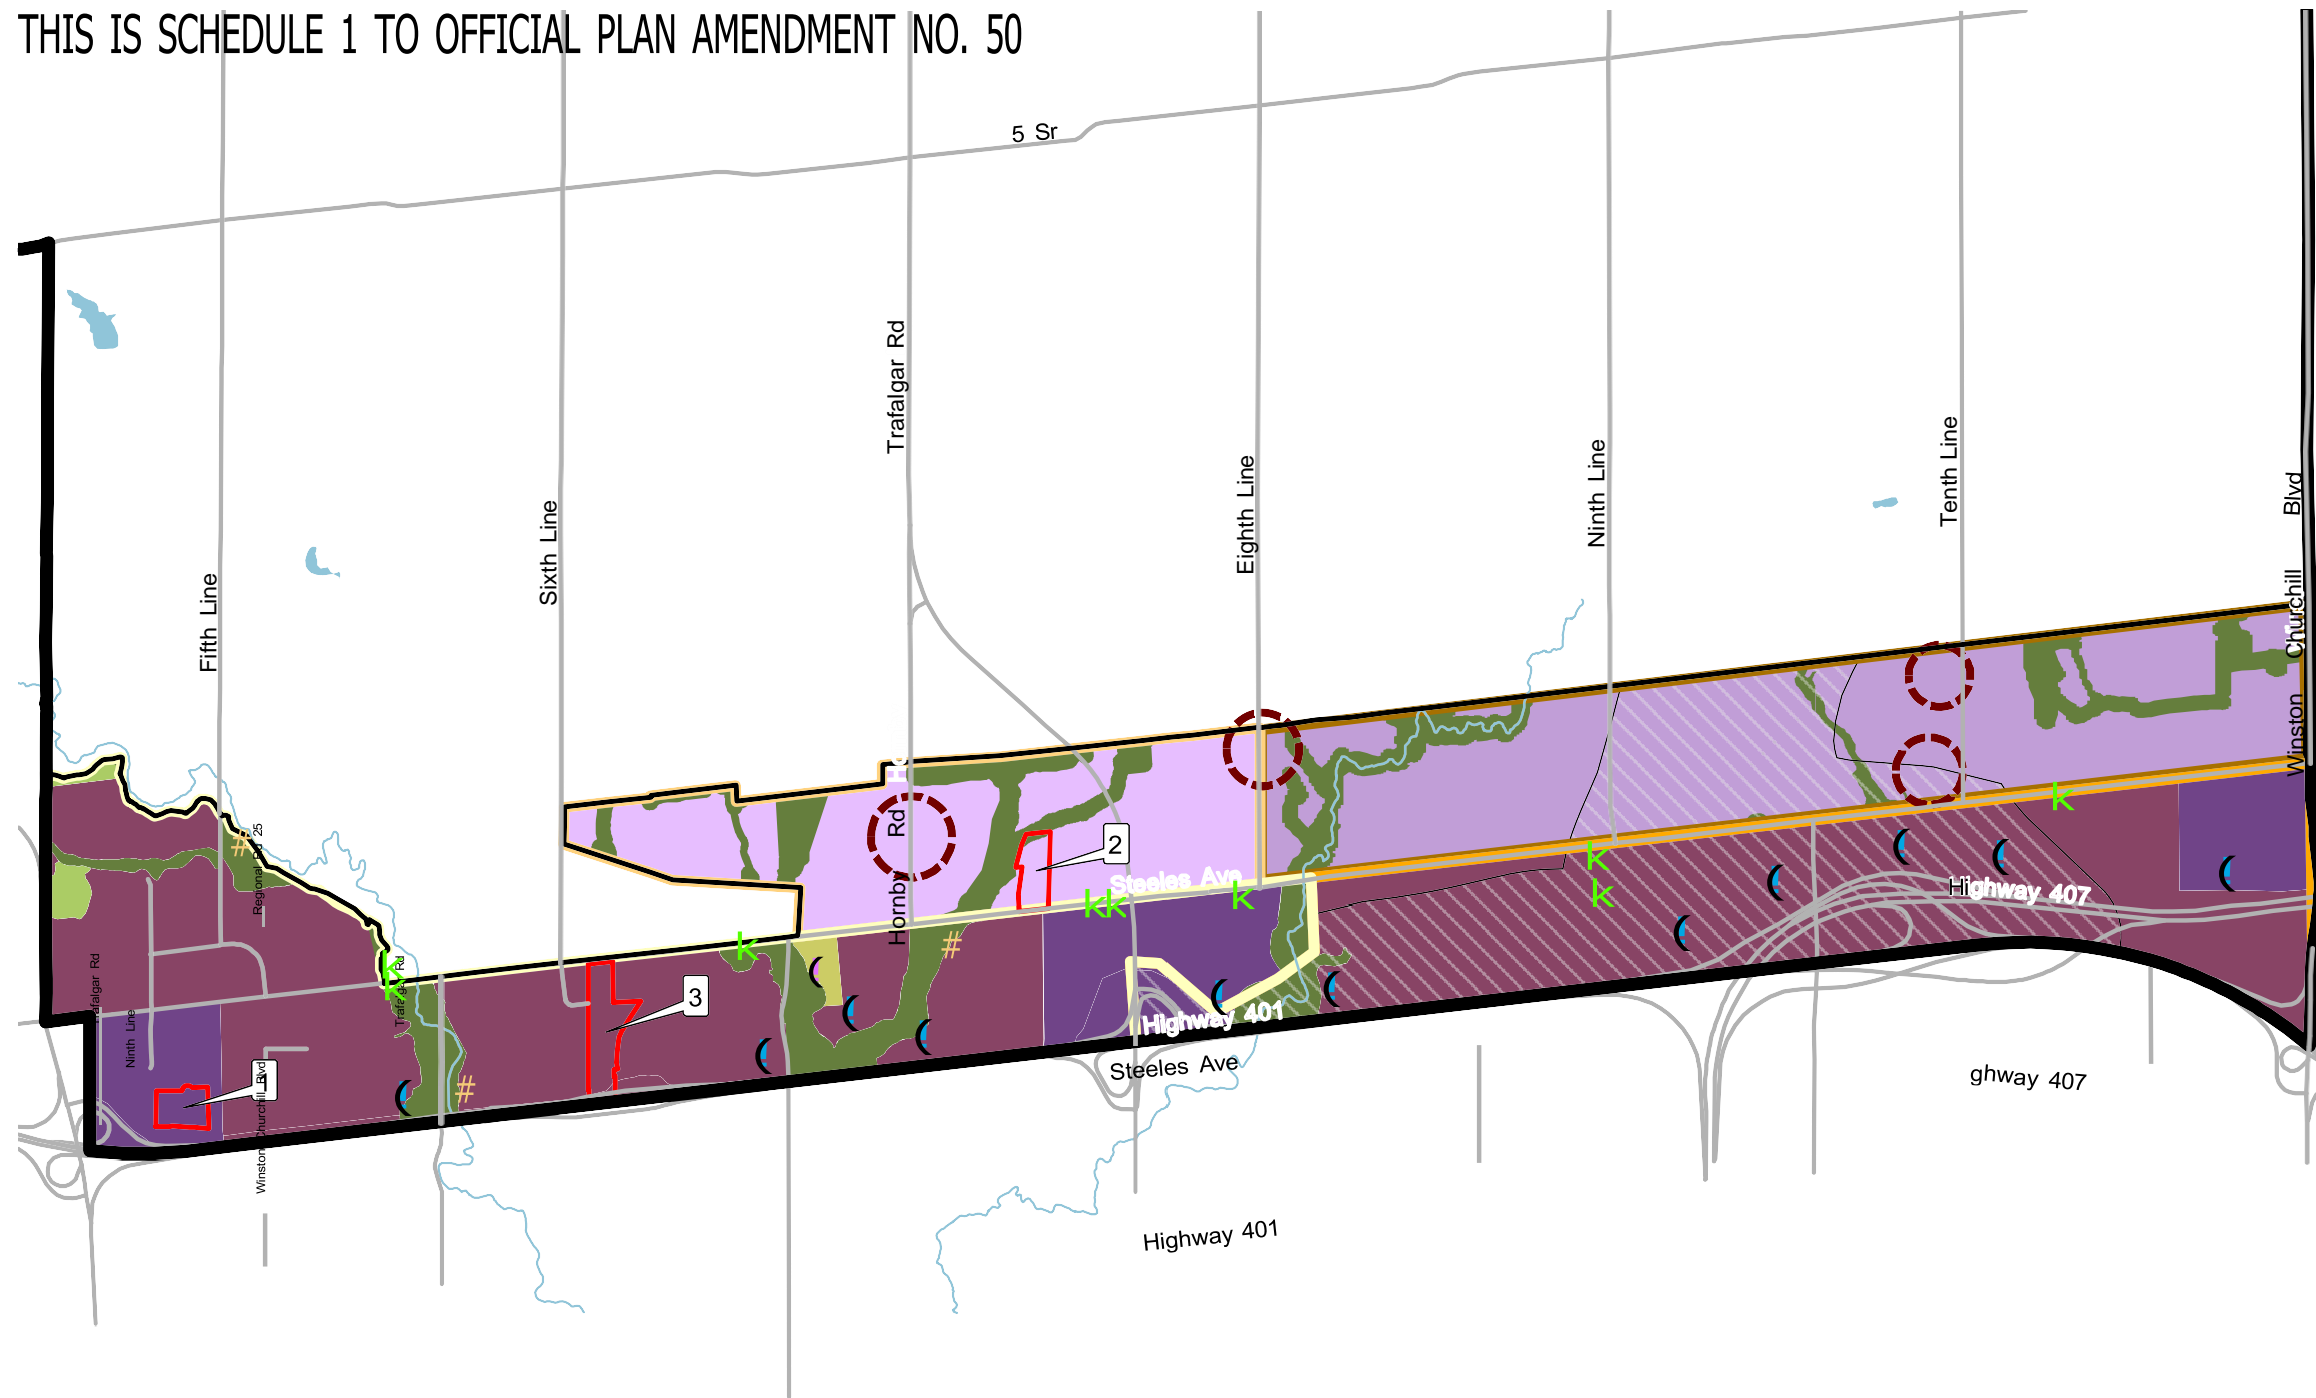 THIS IS SCHEDULE 1 TO OFFICIAL PLAN AMENDMENT NO. 50
5 Sr
Trafalgar Rd
Fifth Line
Sixth Line
Eighth Line
Ninth Line
Tenth Line
Winston Churchill Blvd
Hornby Rd
Regional Rd 25
Trafalgar Rd
Trafalgar Rd
Ninth Line
Winston Churchill Blvd
1
2
3
Steeles Ave
Highway 401
Highway 407
Steeles Ave
ghway 407
Highway 401
k
k
k
k
k
k
k
k
k
#
#
#